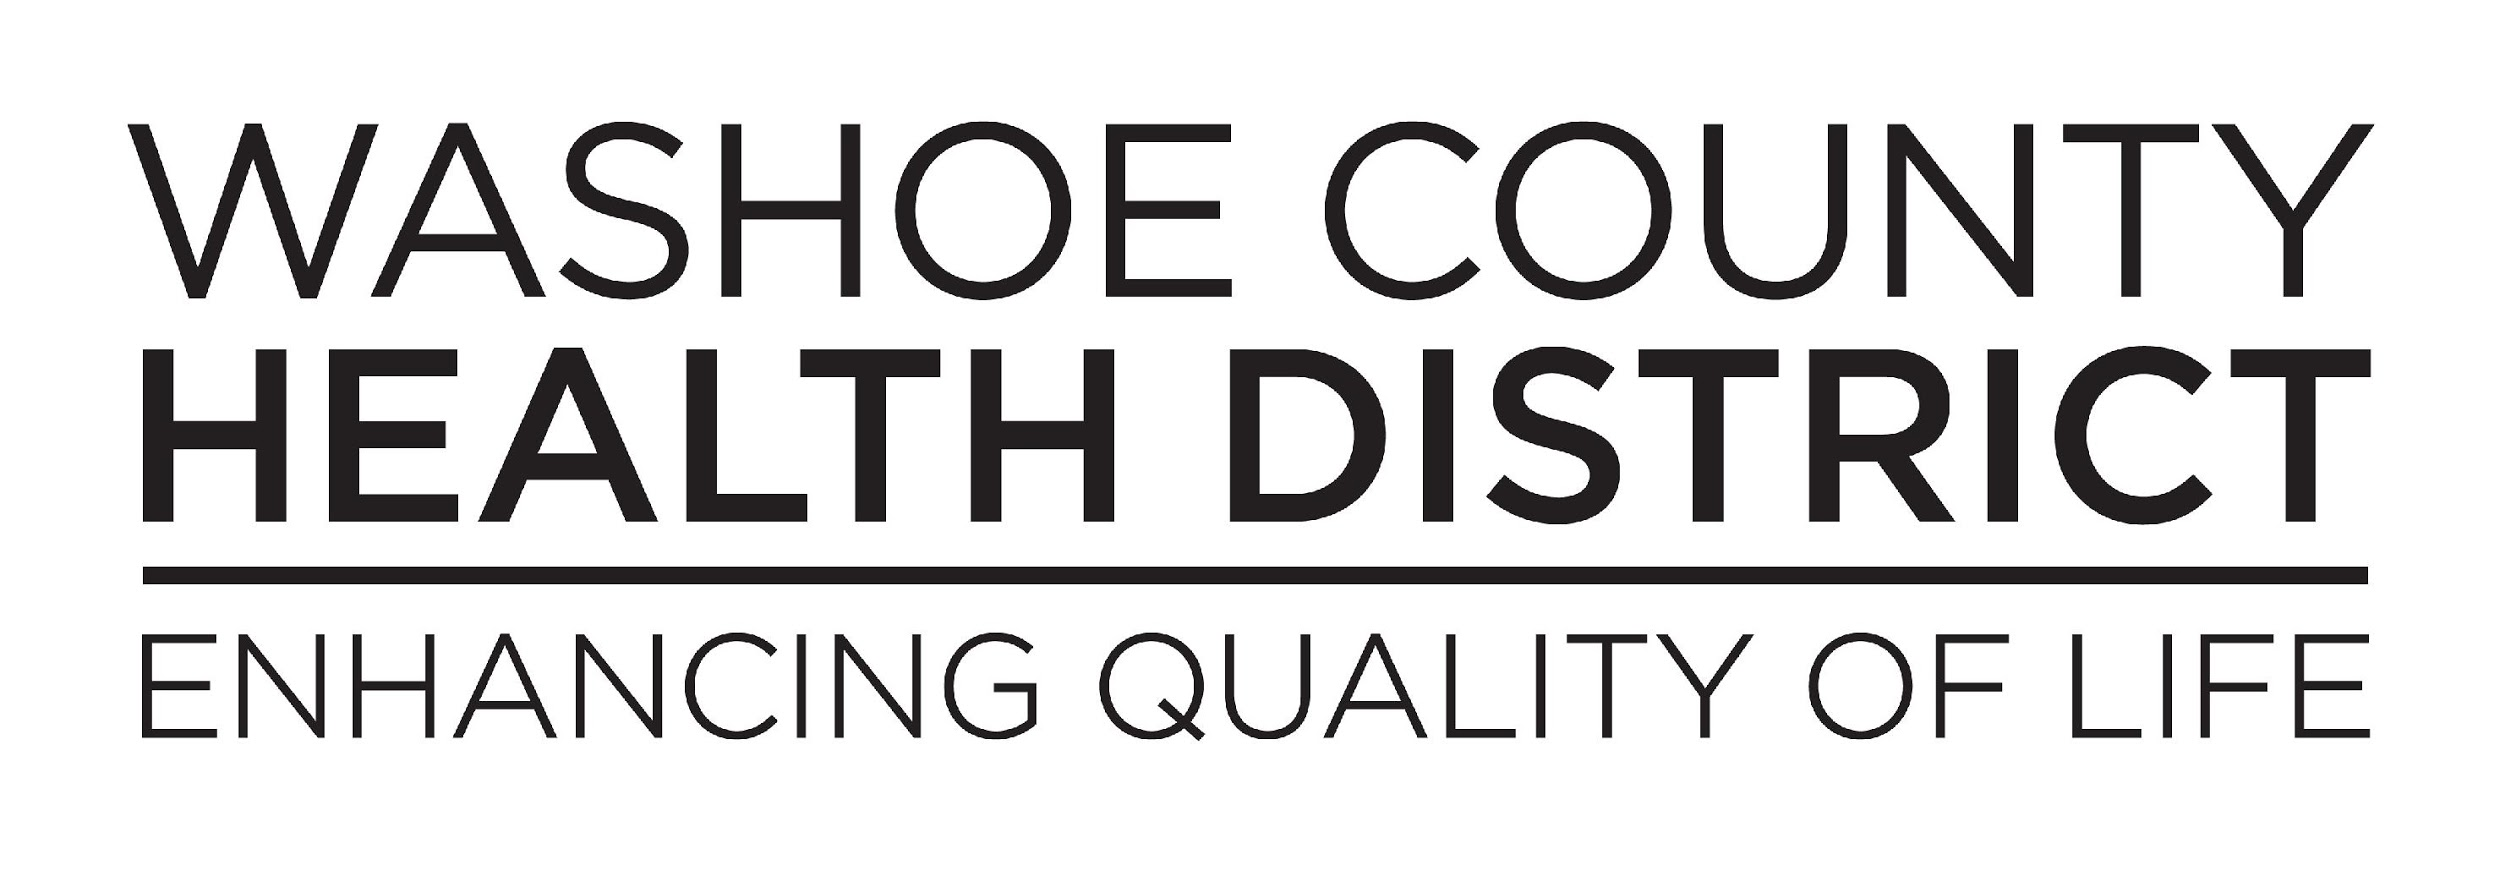 WASHOE COUNTY
HEALTH DISTRICT
ENHANCING QUALITY OF LIFE